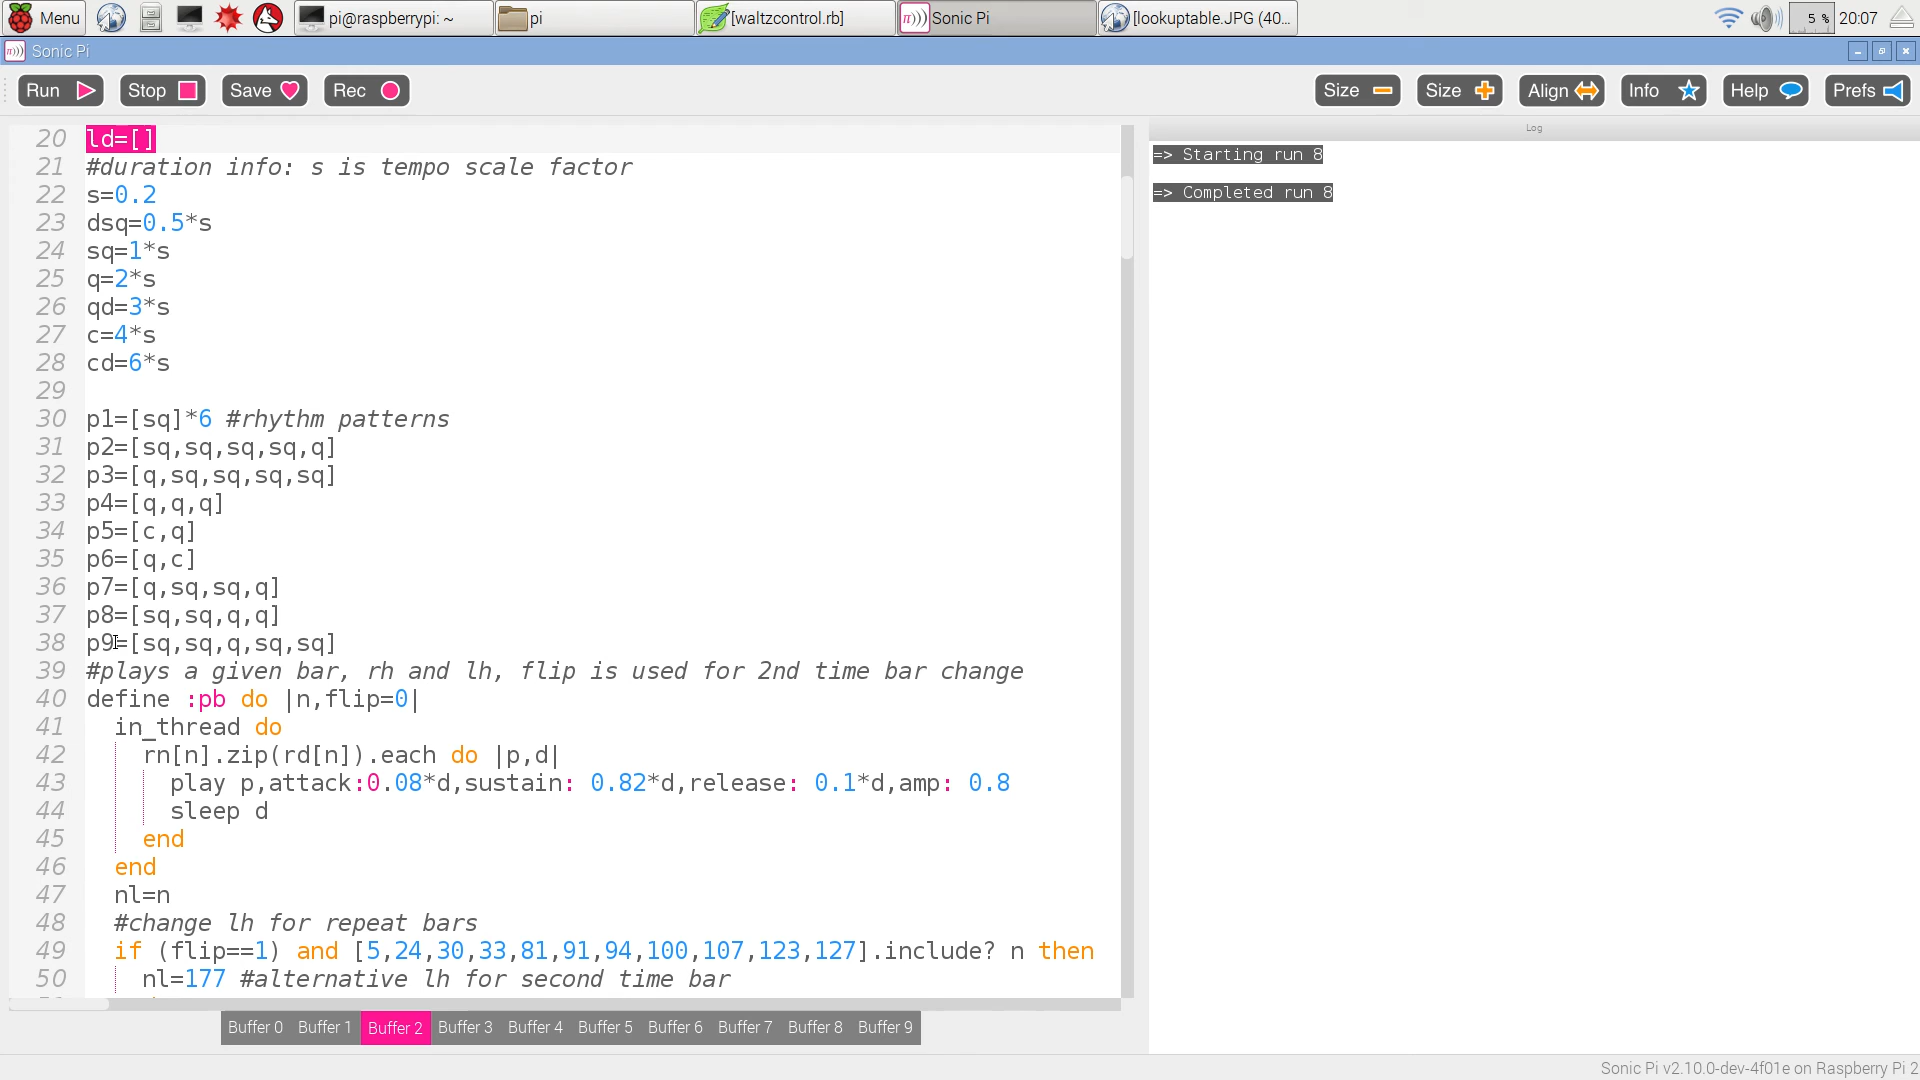 Menu
pi@raspberrypi: ~
pi
[waltzcontrol.rb]
Sonic Pi
[lookuptable.JPG (40...
5 %
20:07
Sonic Pi
Run
Stop
Save
Rec
Size
Size
Align
Info
Help
Prefs
20 ld=[]
21 #duration info: s is tempo scale factor
22 s=0.2
23 dsq=0.5*s
24 sq=1*s
25 q=2*s
26 qd=3*s
27 c=4*s
28 cd=6*s
29
30 p1=[sq]*6 #rhythm patterns
31 p2=[sq,sq,sq,sq,q]
32 p3=[q,sq,sq,sq,sq]
33 p4=[q,q,q]
34 p5=[c,q]
35 p6=[q,c]
36 p7=[q,sq,sq,q]
37 p8=[sq,sq,q,q]
38 p9=[sq,sq,q,sq,sq]
39 #plays a given bar, rh and lh, flip is used for 2nd time bar change
40 define :pb do |n,flip=0|
41 in_thread do
42 rn[n].zip(rd[n]).each do |p,d|
43 play p,attack:0.08*d,sustain: 0.82*d,release: 0.1*d,amp: 0.8
44 sleep d
45 end
46 end
47 nl=n
48 #change lh for repeat bars
49 if (flip==1) and [5,24,30,33,81,91,94,100,107,123,127].include? n then
50 nl=177 #alternative lh for second time bar
Log
=> Starting run 8
=> Completed run 8
Buffer 0
Buffer 1
Buffer 2
Buffer 3
Buffer 4
Buffer 5
Buffer 6
Buffer 7
Buffer 8
Buffer 9
Sonic Pi v2.10.0-dev-4f01e on Raspberry Pi 2